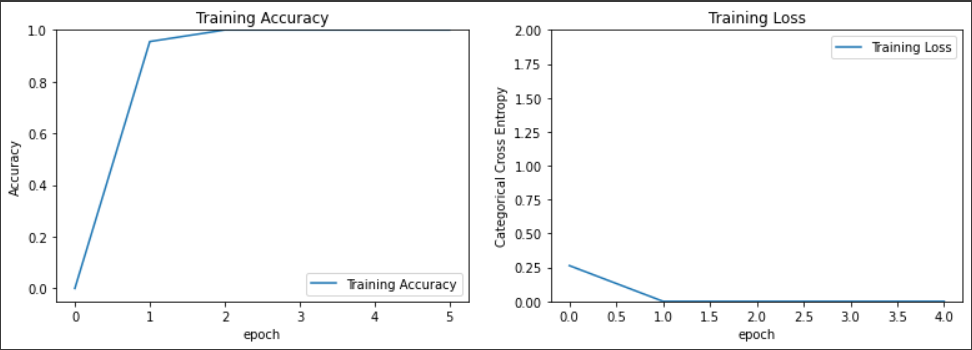 Training Accuracy
1.0
0.8
0.6
0.4
0.2
0.0
Accuracy
Training Accuracy
0 1 2 3 4 5
epoch
Training Loss
2.00
1.75
1.50
1.25
1.00
0.75
0.50
0.25
0.00
Categorical Cross Entropy
Training Loss
0.0 0.5 1.0 1.5 2.0 2.5 3.0 3.5 4.0
epoch